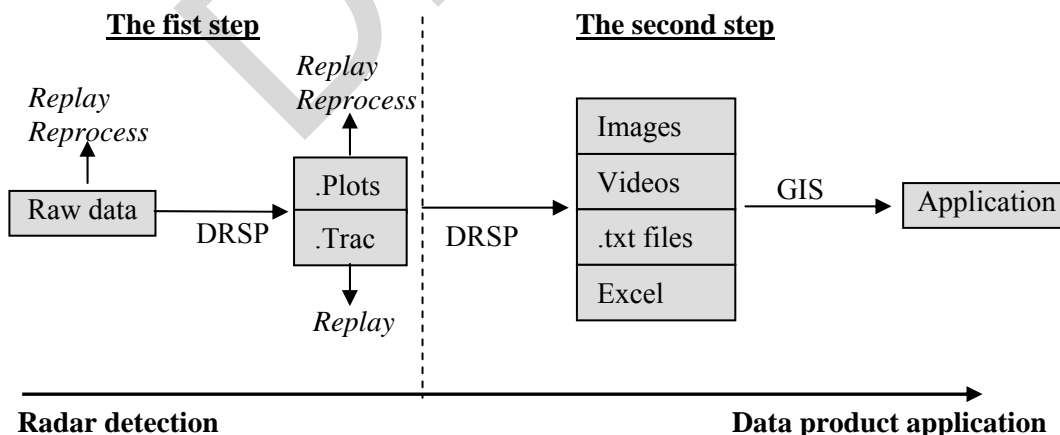 The fist step
The second step
Replay
Reprocess
Replay
Reprocess
Raw data
DRSP
.Plots
.Trac
Replay
DRSP
Images
Videos
.txt files
Excel
GIS
Application
Radar detection
Data product application